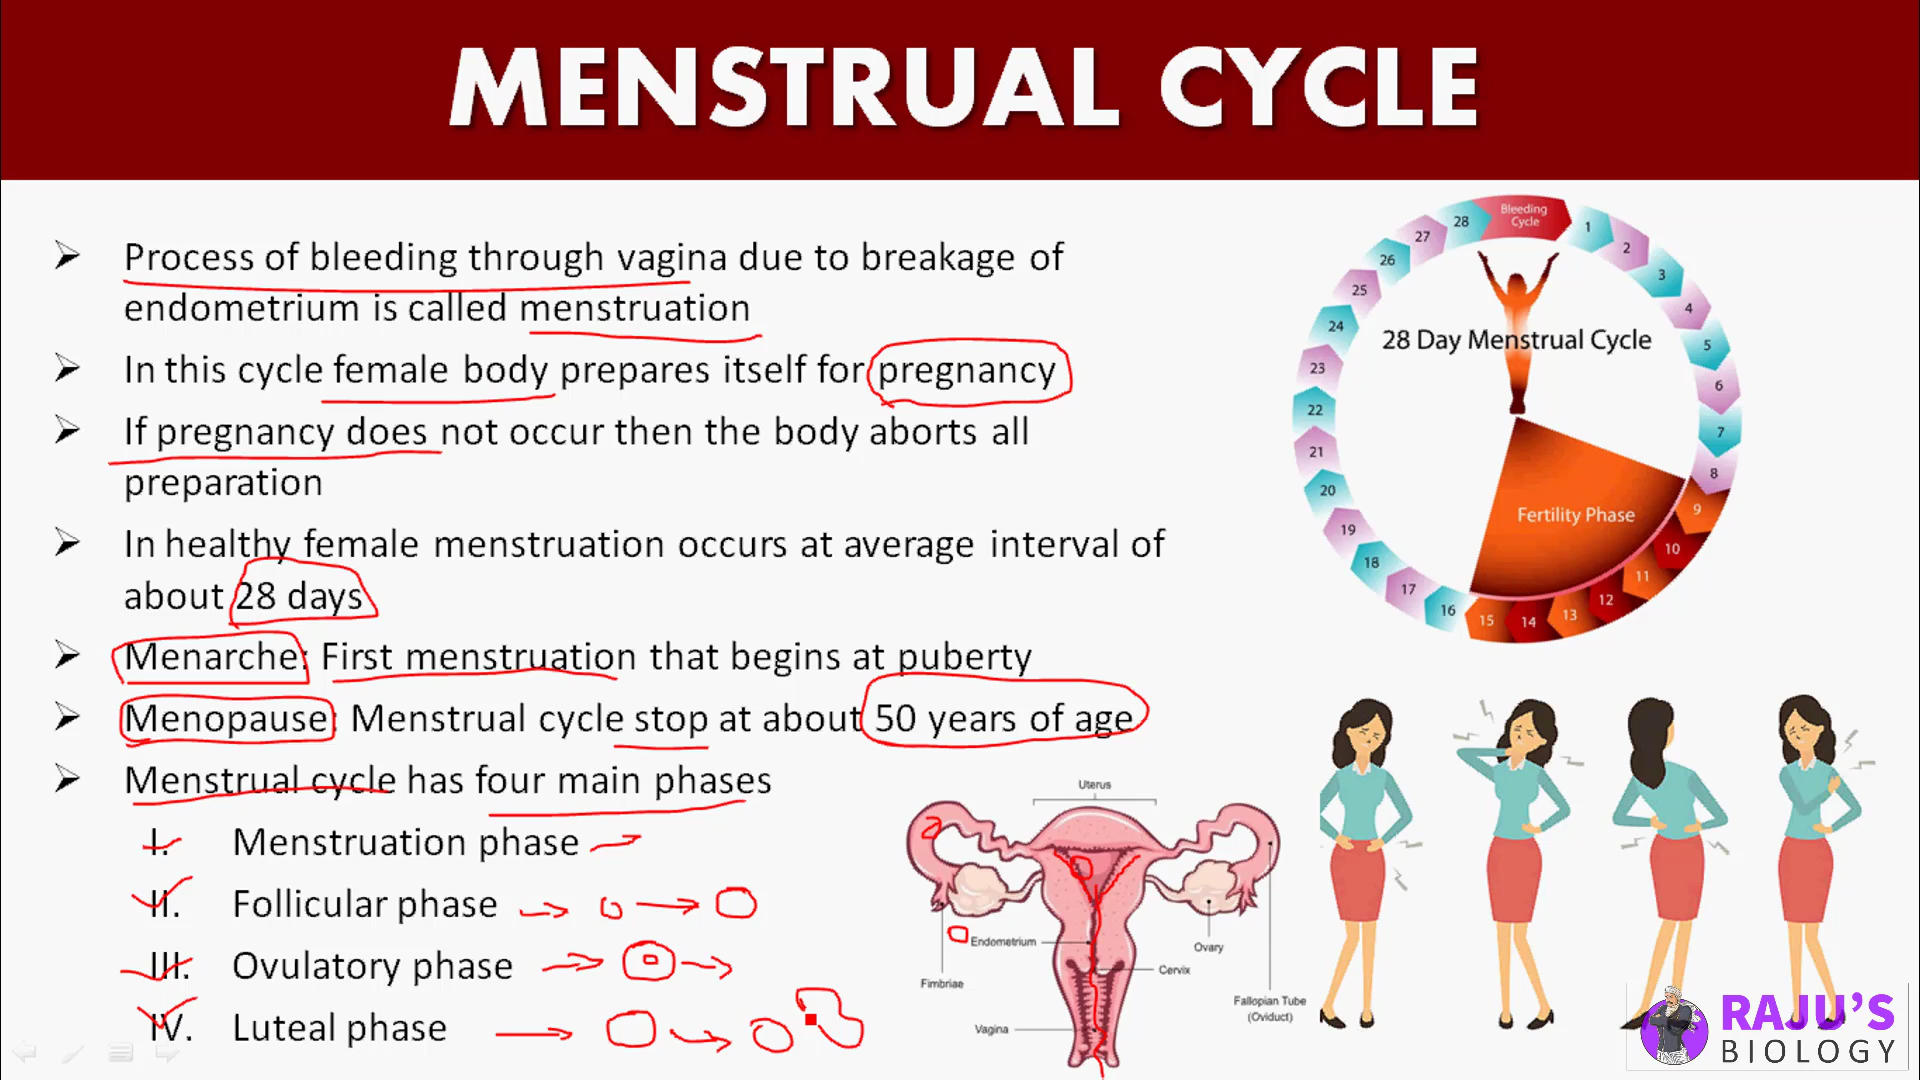 MENSTRUAL CYCLE
Process of bleeding through vagina due to breakage of
endometrium is called menstruation
In this cycle female body prepares itself for pregnancy
If pregnancy does not occur then the body aborts all
preparation
In healthy female menstruation occurs at average interval of
about 28 days
Menarche: First menstruation that begins at puberty
Menopause: Menstrual cycle stop at about 50 years of age
Menstrual cycle has four main phases
I. Menstruation phase
II. Follicular phase
III. Ovulatory phase
IV. Luteal phase
Bleeding
Cycle
1
2
3
4
5
6
7
8
9
10
11
12
13
14
15
16
17
18
19
20
21
22
23
24
25
26
27
28
28 Day Menstrual Cycle
Fertility Phase
Uterus
Endometrium
Ovary
Cervix
Fimbriae
Fallopian Tube
(Oviduct)
Vagina
RAJU'S
BIOLOGY